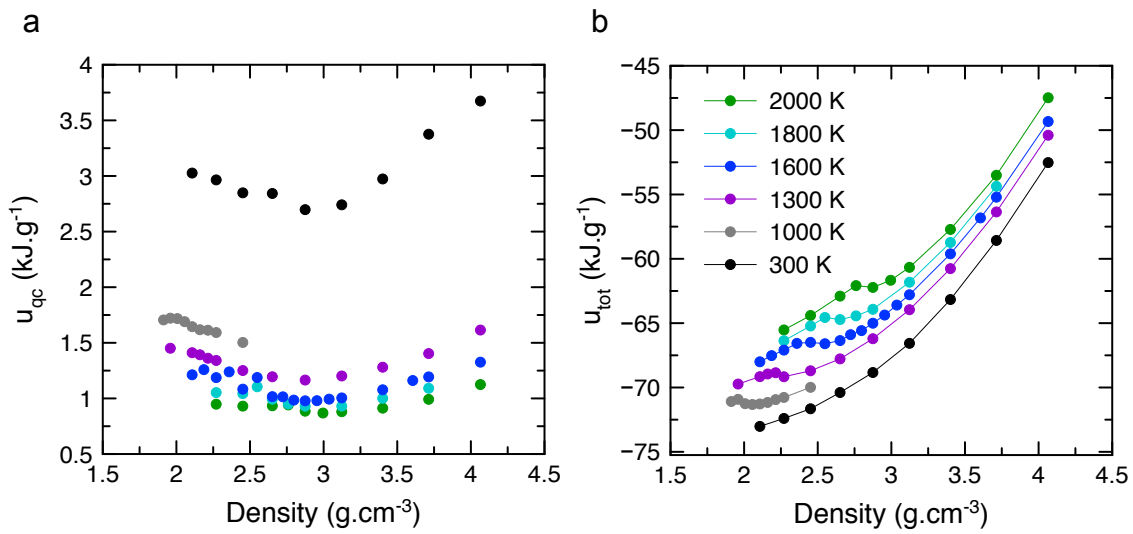 a
b
4
3.5
3
2.5
2
1.5
1
0.5
1.5
2
2.5
3
3.5
4
4.5
u_qc (kJ.g⁻¹)
Density (g.cm⁻³)
−45
−50
−55
−60
−65
−70
−75
1.5
2
2.5
3
3.5
4
4.5
u_tot (kJ.g⁻¹)
Density (g.cm⁻³)
2000 K
1800 K
1600 K
1300 K
1000 K
300 K